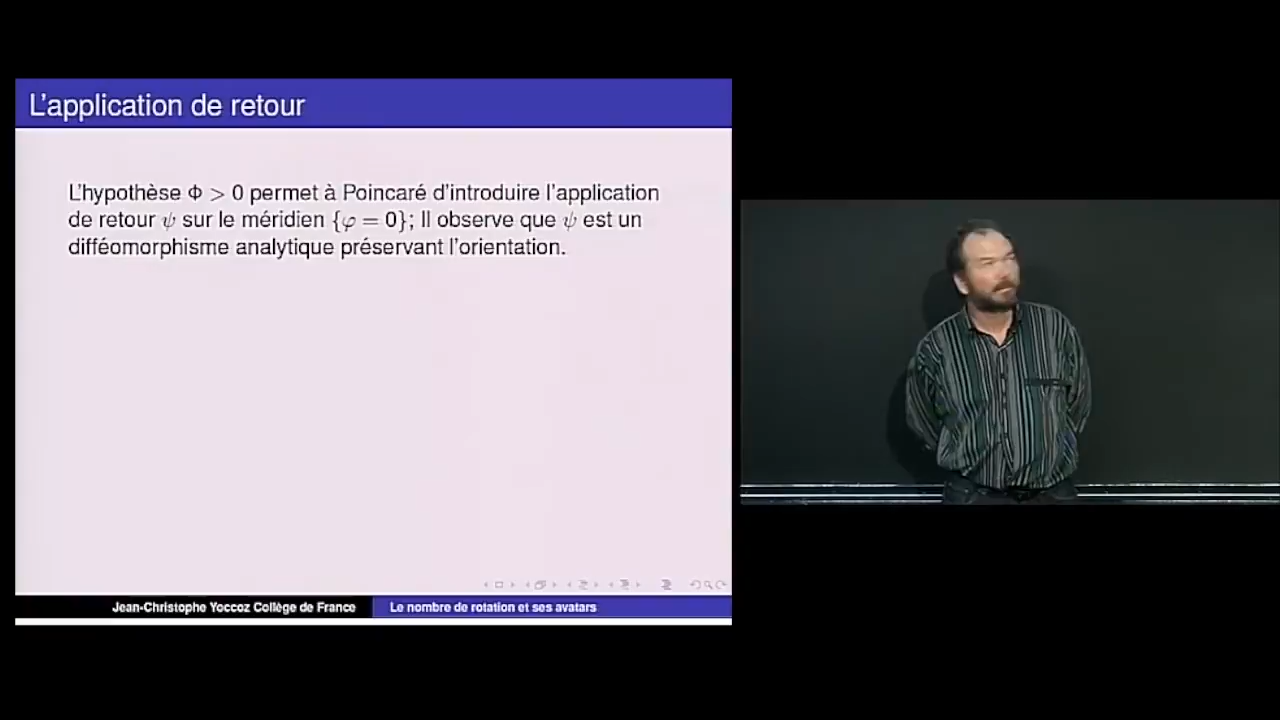 L'application de retour
L'hypothèse Φ > 0 permet à Poincaré d'introduire l'application
de retour ψ sur le méridien {φ = 0}; Il observe que ψ est un
difféomorphisme analytique préservant l'orientation.
Jean-Christophe Yoccoz Collège de France
Le nombre de rotation et ses avatars